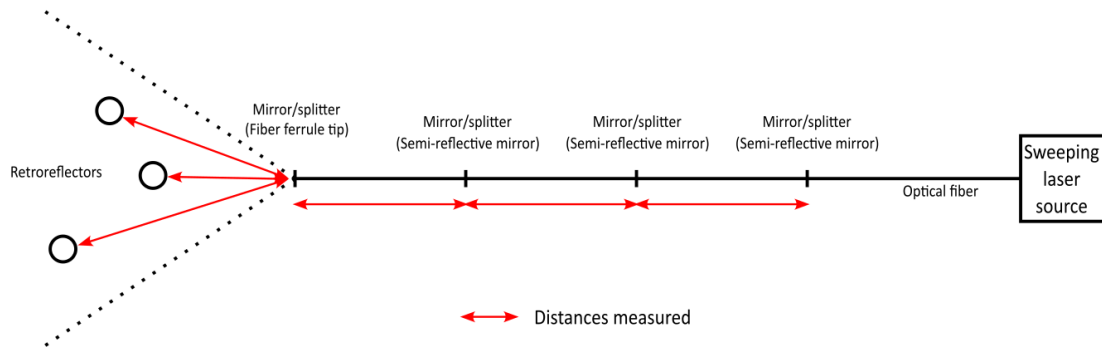 Mirror/splitter
(Fiber ferrule tip)
Mirror/splitter
(Semi-reflective mirror)
Mirror/splitter
(Semi-reflective mirror)
Mirror/splitter
(Semi-reflective mirror)
Sweeping
laser
source
Retroreflectors
Optical fiber
Distances measured